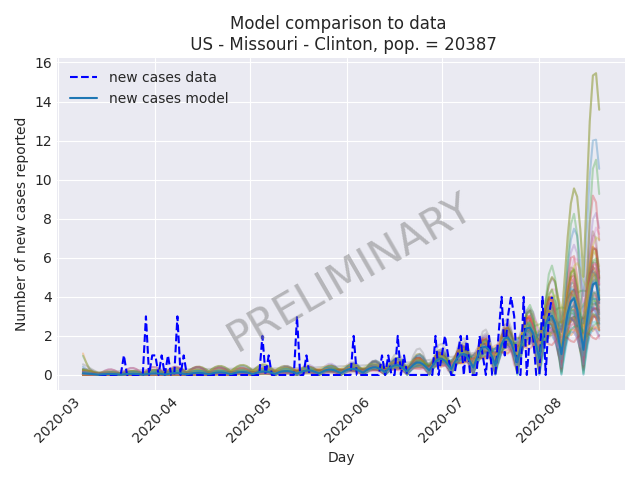 Model comparison to data
US - Missouri - Clinton, pop. = 20387
16
14
12
10
8
6
4
2
0
Number of new cases reported
new cases data
new cases model
PRELIMINARY
2020-03
2020-04
2020-05
2020-06
2020-07
2020-08
Day